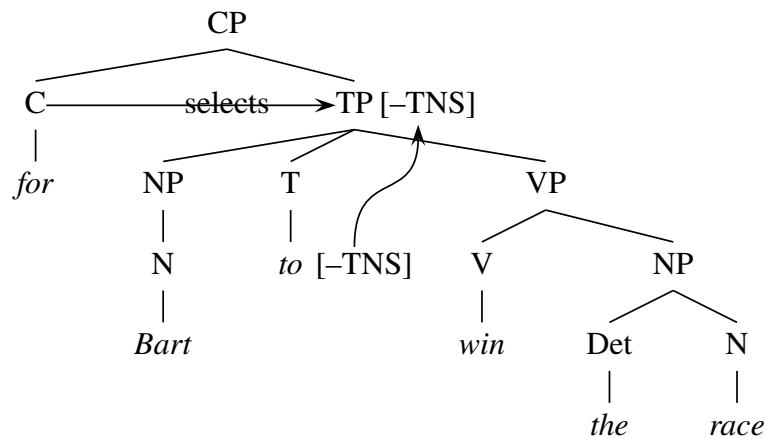 CP
C selects TP [–TNS]
for NP T VP
N to [–TNS] V NP
Bart win Det N
the race